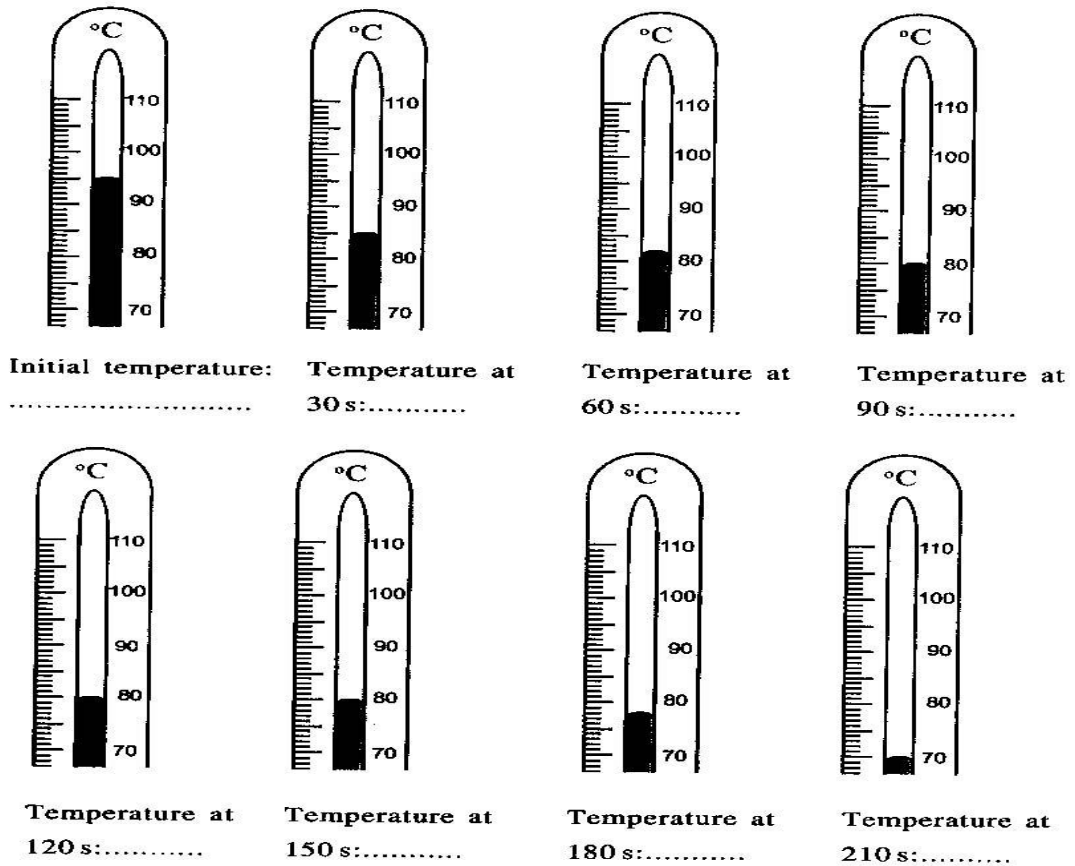 °C
110
100
90
80
70
Initial temperature:
..........................
°C
110
100
90
80
70
Temperature at
30 s:...........
°C
110
100
90
80
70
Temperature at
60 s:...........
°C
110
100
90
80
70
Temperature at
90 s:...........
°C
110
100
90
80
70
Temperature at
120 s:...........
°C
110
100
90
80
70
Temperature at
150 s:...........
°C
110
100
90
80
70
Temperature at
180 s:...........
°C
110
100
90
80
70
Temperature at
210 s:...........